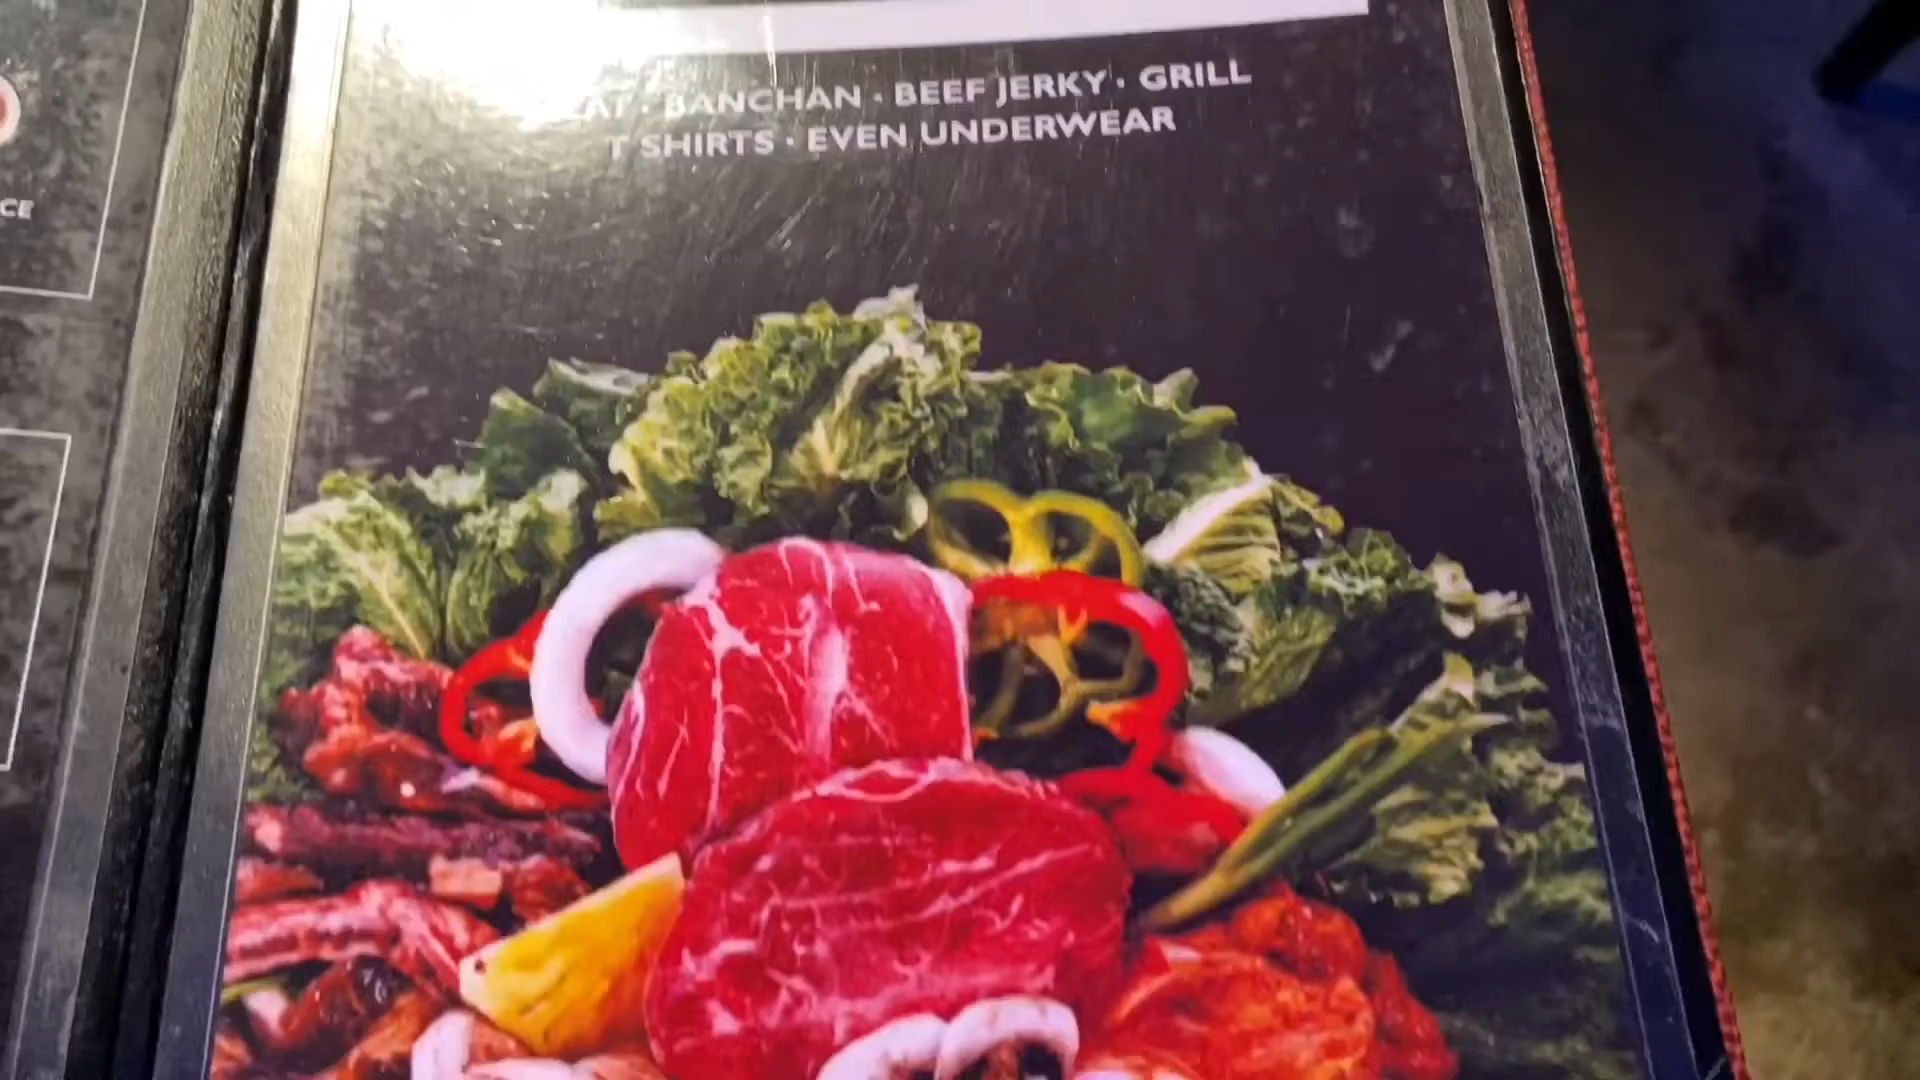 BANCHAN · BEEF JERKY · GRILL
T SHIRTS · EVEN UNDERWEAR